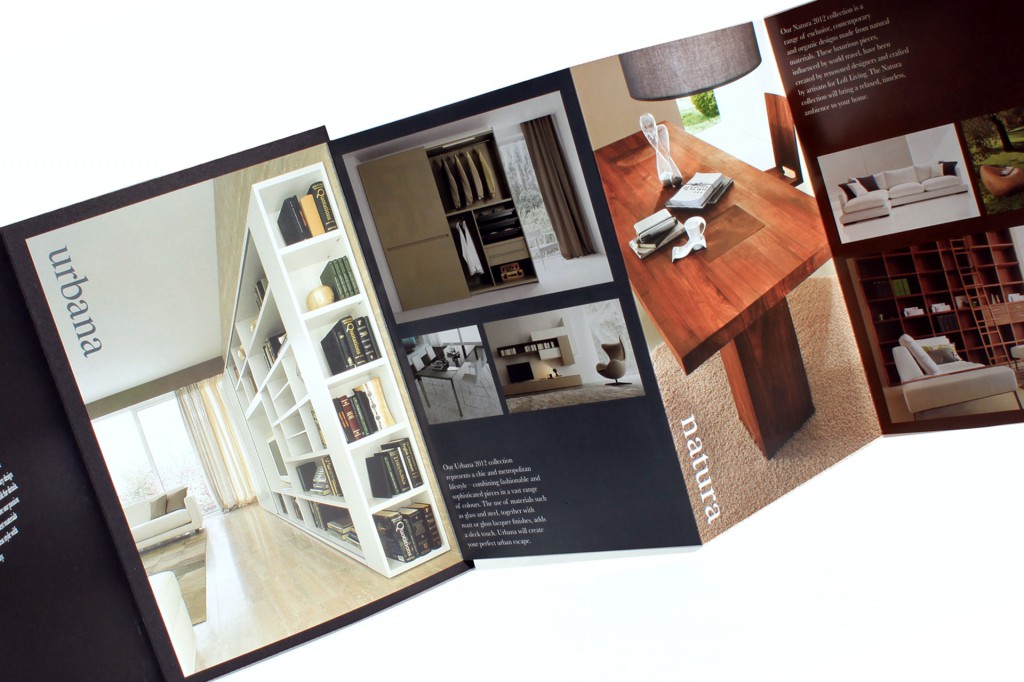 urbana
Our Urbana 2012 collection
represents a chic and metropolitan
lifestyle combining fashionable and
sophisticated pieces in a vast range
of colours. The use of materials such
as glass and steel, together with
matt or gloss lacquer finishes, adds
a sleek touch. Urbana will create
your perfect urban escape.
natura
Our Natura 2012 collection is a
range of exclusive, contemporary
and organic designs made from natural
materials. These luxurious pieces,
influenced by world travel, have been
created by renowned designers and crafted
by artisans for Loft Living. The Natura
collection will bring a relaxed, timeless,
ambience to your home.